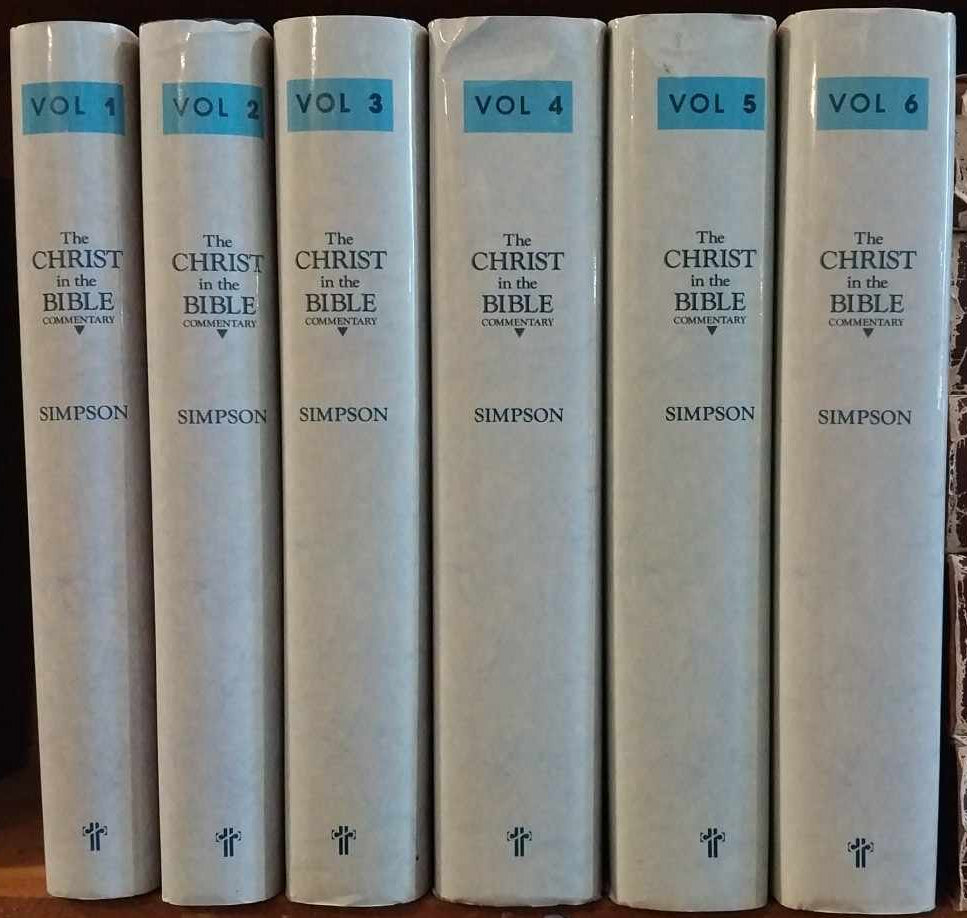 VOL 1
The
CHRIST
in the
BIBLE
COMMENTARY
SIMPSON
VOL 2
The
CHRIST
in the
BIBLE
COMMENTARY
SIMPSON
VOL 3
The
CHRIST
in the
BIBLE
COMMENTARY
SIMPSON
VOL 4
The
CHRIST
in the
BIBLE
COMMENTARY
SIMPSON
VOL 5
The
CHRIST
in the
BIBLE
COMMENTARY
SIMPSON
VOL 6
The
CHRIST
in the
BIBLE
COMMENTARY
SIMPSON